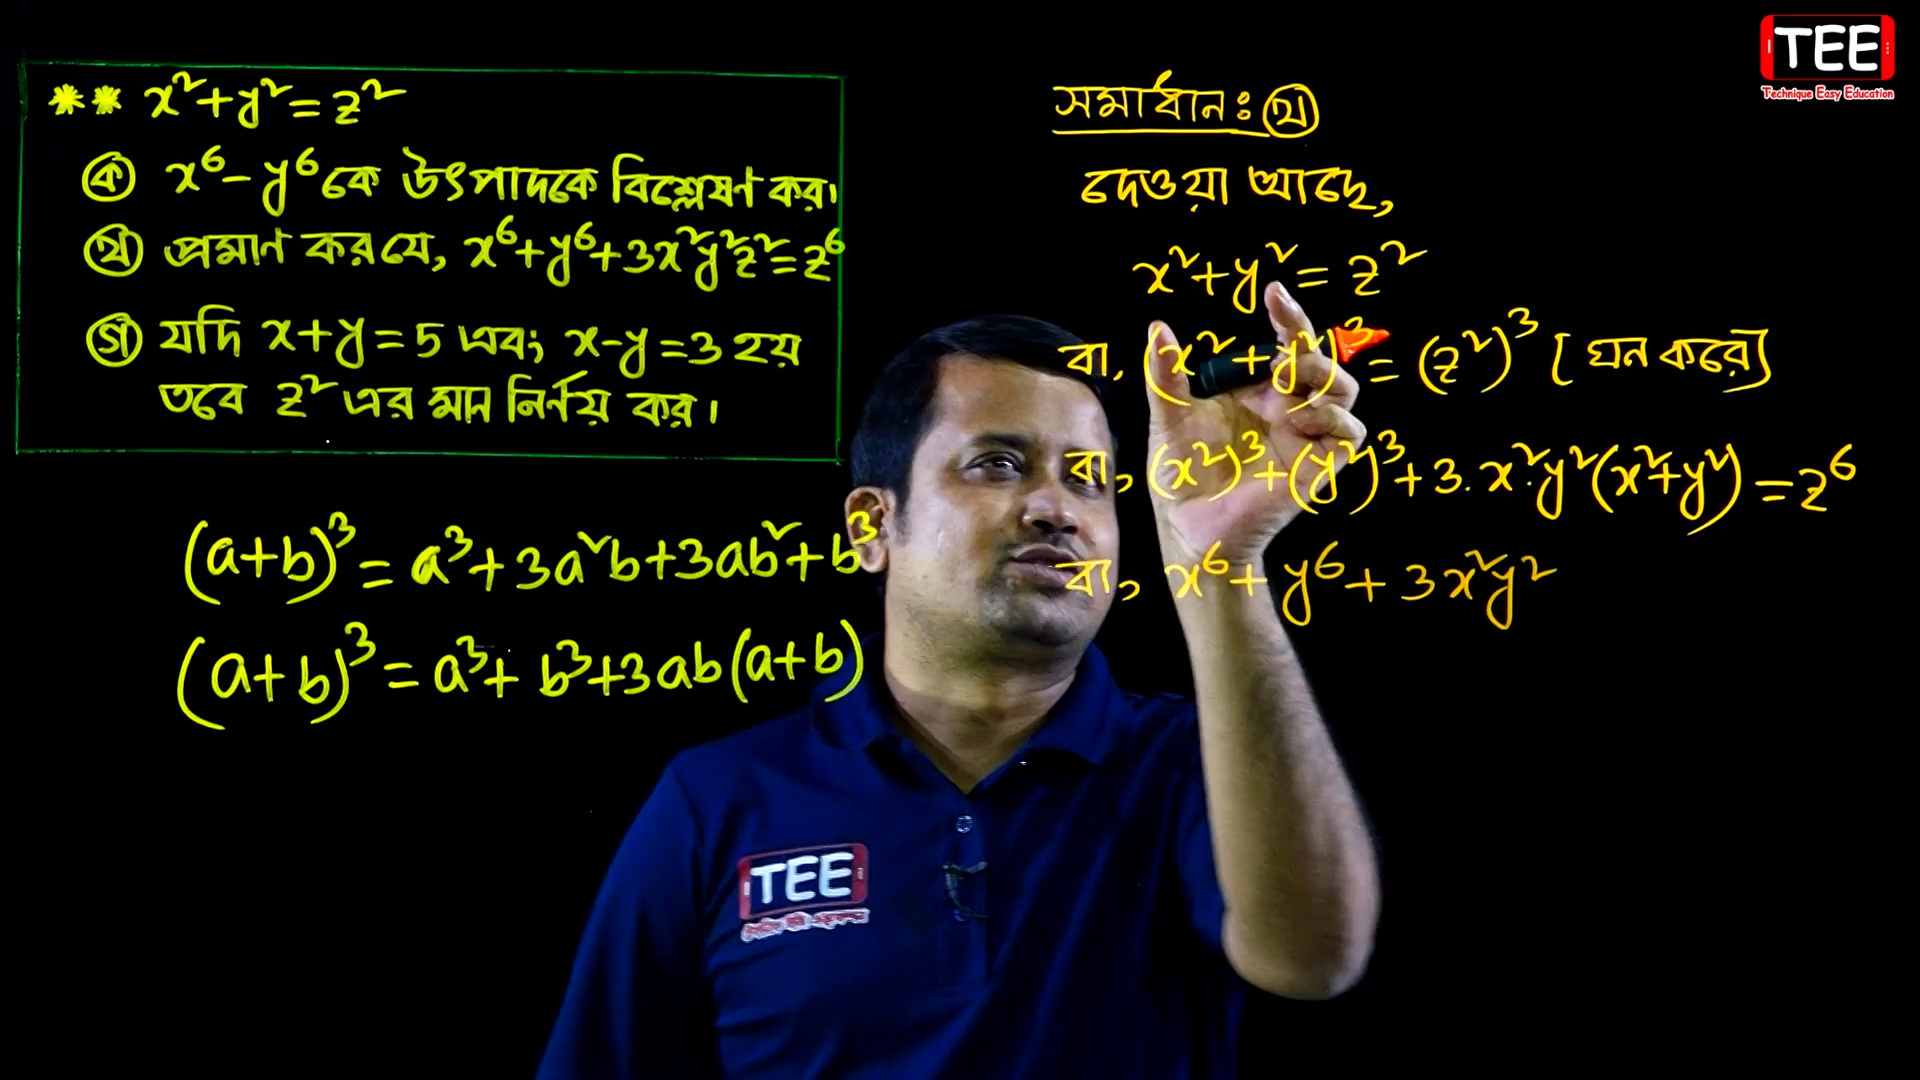 ** x²+y²=z²
ক x⁶-y⁶ কে উৎপাদকে বিশ্লেষণ কর।
খ প্রমাণ কর যে, x⁶+y⁶+3x²y²z²=z⁶
গ যদি x+y=5 এবং x-y=3 হয়
তবে z² এর মান নির্ণয় কর।
(a+b)³=a³+3a²b+3ab²+b³
(a+b)³=a³+b³+3ab(a+b)
সমাধান: খ
দেওয়া আছে,
x²+y²=z²
বা, (x²+y²)³=(z²)³ [ঘন করে]
বা, (x²)³+(y²)³+3.x².y²(x²+y²)=z⁶
বা, x⁶+y⁶+3x²y²
TEE
Technique Easy Education
TEE